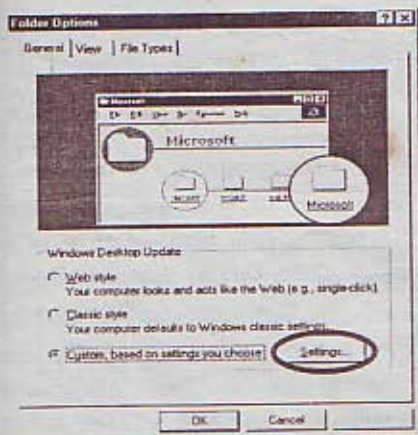 Folder Options
General View File Types
Microsoft
Microsoft
Windows Desktop Update
Web style
Your computer looks and acts like the Web (e.g., single-click)
Classic style
Your computer defaults to Windows classic settings.
Custom, based on settings you choose Settings...
OK Cancel